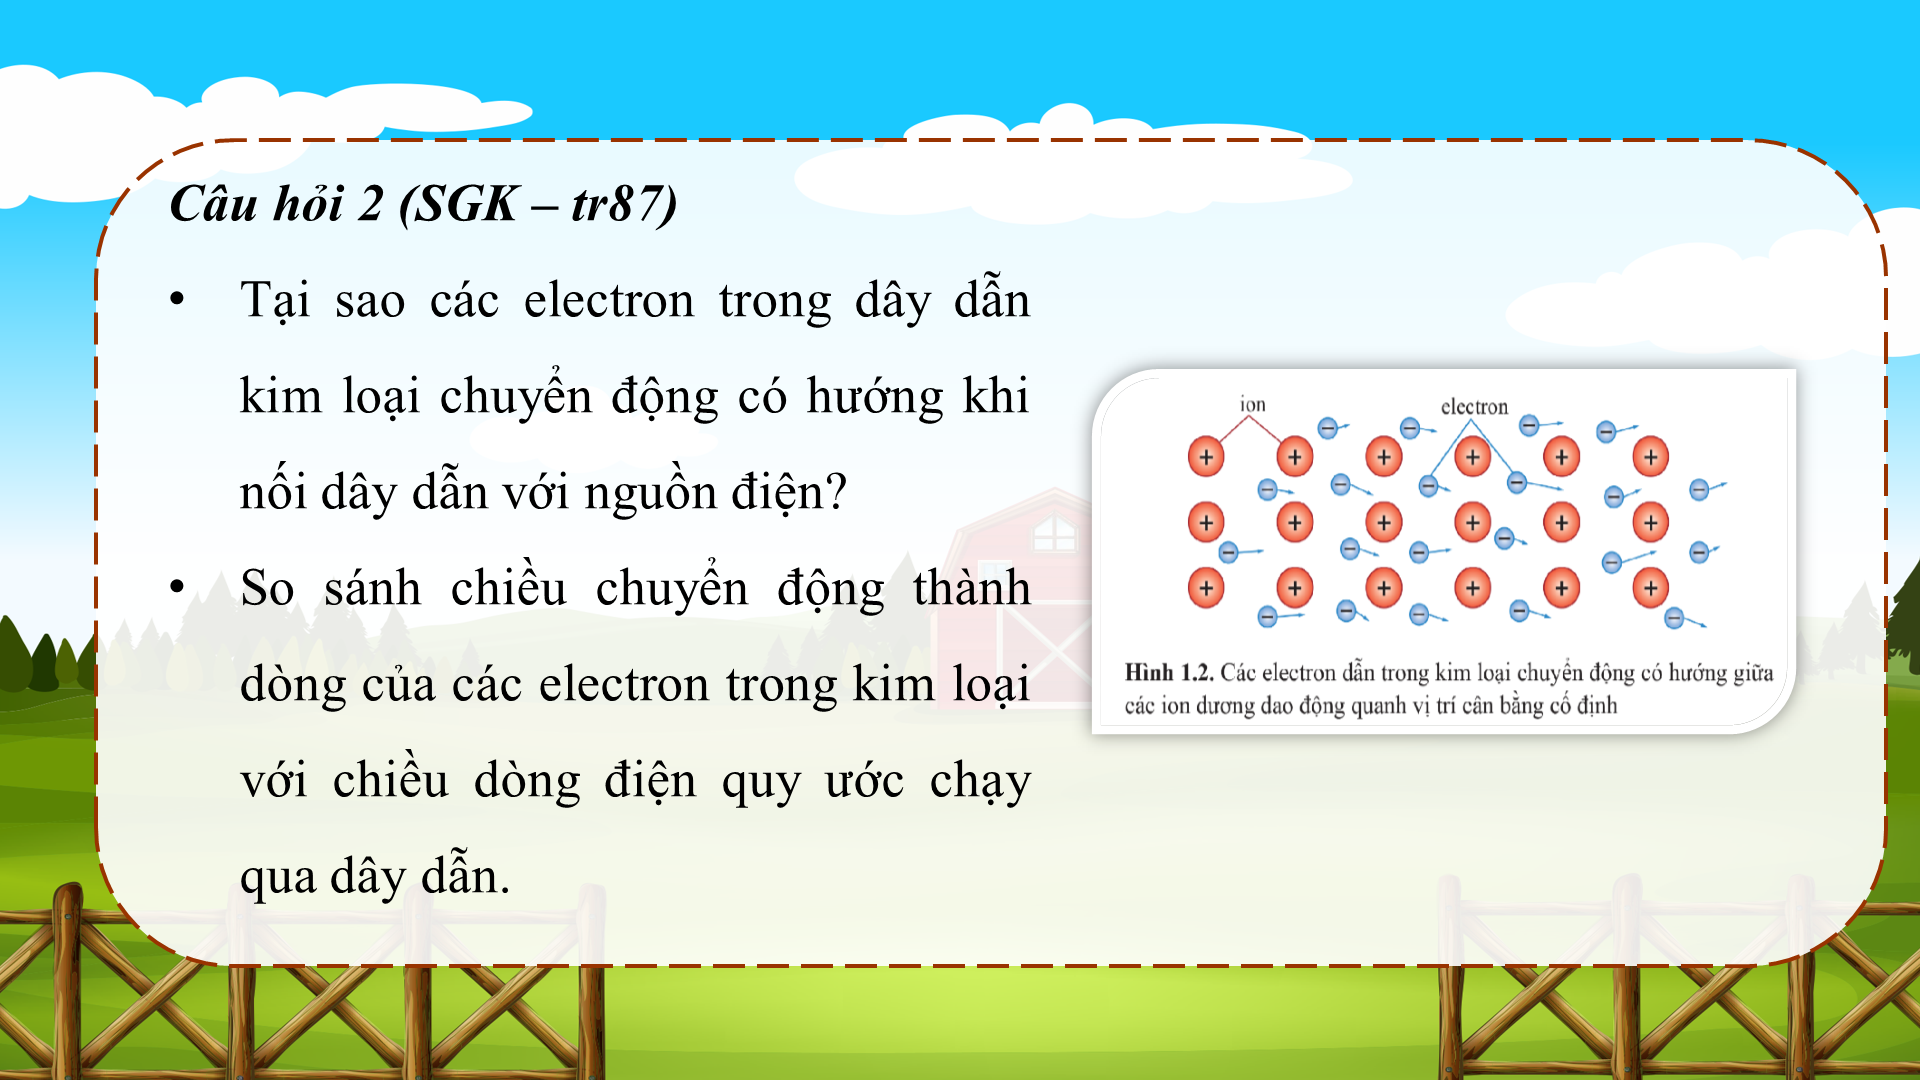 Câu hỏi 2 (SGK – tr87)
• Tại sao các electron trong dây dẫn
kim loại chuyển động có hướng khi
nối dây dẫn với nguồn điện?
• So sánh chiều chuyển động thành
dòng của các electron trong kim loại
với chiều dòng điện quy ước chạy
qua dây dẫn.
ion
electron
Hình 1.2. Các electron dẫn trong kim loại chuyển động có hướng giữa
các ion dương dao động quanh vị trí cân bằng cố định